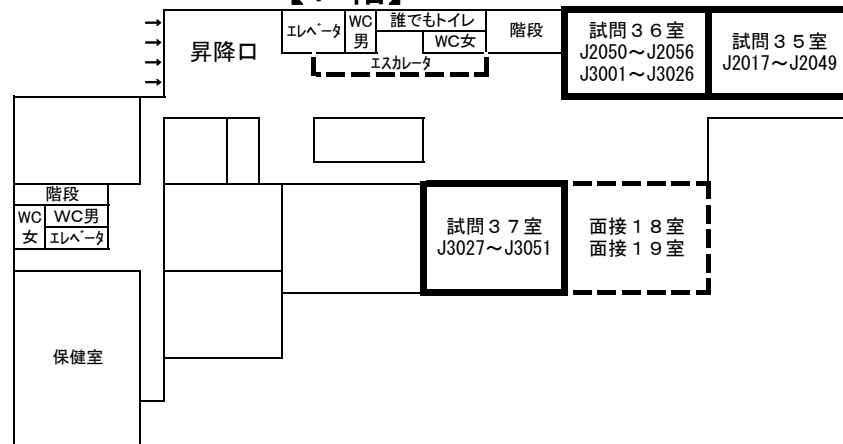 →
→
→
→
昇降口
ｴﾚﾍﾞｰﾀ
WC
男
誰でもトイレ
WC女
ｴｽｶﾚｰﾀ
階段
試問３６室
J2050～J2056
J3001～J3026
試問３５室
J2017～J2049
階段
WC
女
WC男
ｴﾚﾍﾞｰﾀ
試問３７室
J3027～J3051
面接１８室
面接１９室
保健室